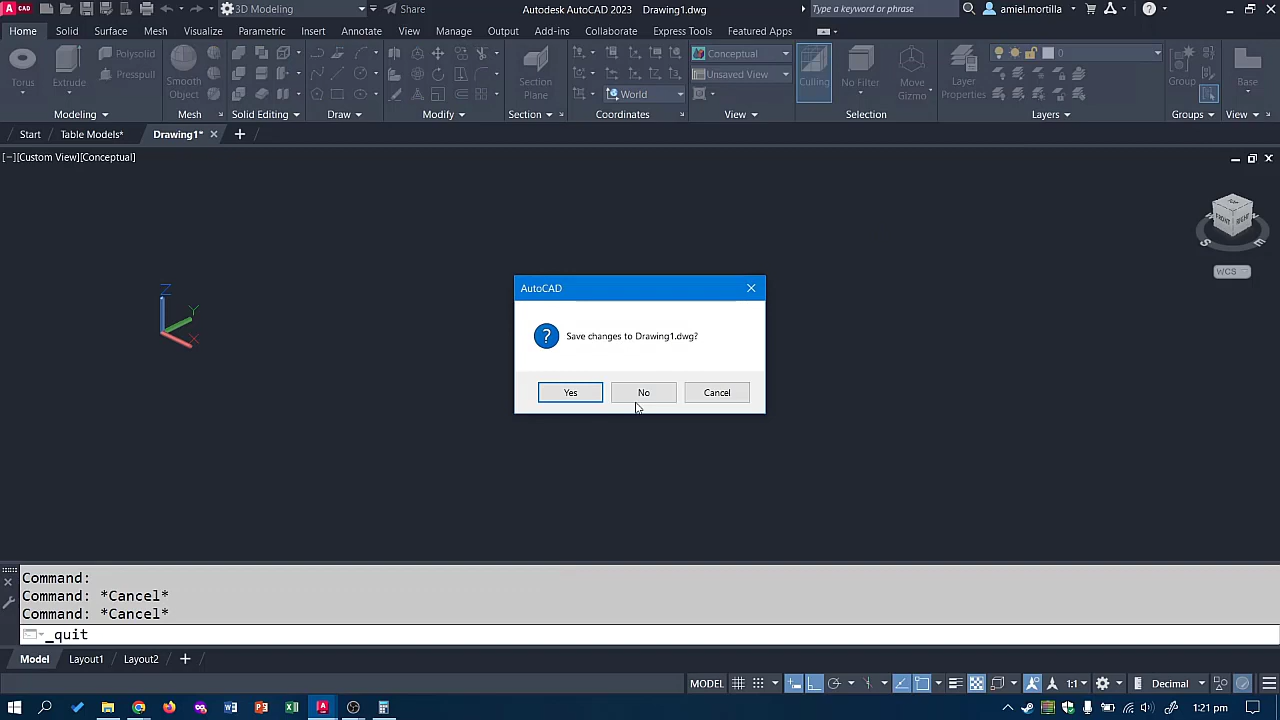 CAD 3D Modeling Share Autodesk AutoCAD 2023 Drawing1.dwg Type a keyword or phrase amiel.mortilla
Home Solid Surface Mesh Visualize Parametric Insert Annotate View Manage Output Add-ins Collaborate Express Tools Featured Apps
Torus Extrude Polysolid Presspull Smooth Object Section Plane World Conceptual Unsaved View Culling No Filter Move Gizmo Layer Properties 0 Group Base
Modeling Mesh Solid Editing Draw Modify Section Coordinates View Selection Layers Groups View
Start Table Models* Drawing1*
[−][Custom View][Conceptual]
TOP
FRONT RIGHT
S E
WCS
Z
Y
X
AutoCAD
Save changes to Drawing1.dwg?
Yes No Cancel
Command:
Command: *Cancel*
Command: *Cancel*
_quit
Model Layout1 Layout2
MODEL 1:1 Decimal
1:21 pm